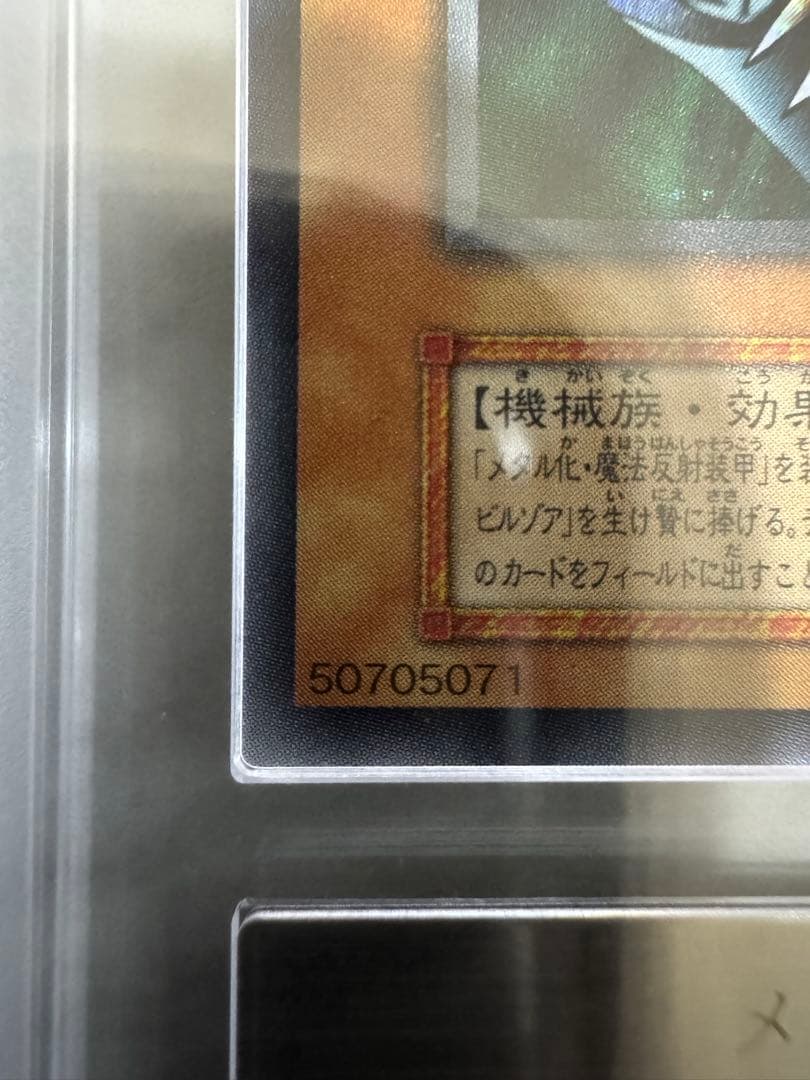 【機械族・効果
「メタル化・魔法反射装甲」を
ビルゾア」を生け贄に捧げる。
のカードをフィールドに出すこ
50705071
メ